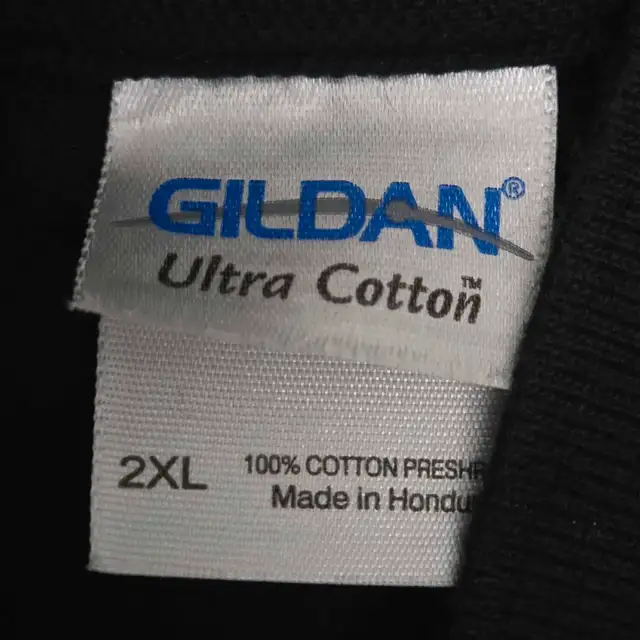 GILDAN®
Ultra Cotton™
2XL 100% COTTON PRESHR
Made in Hondu